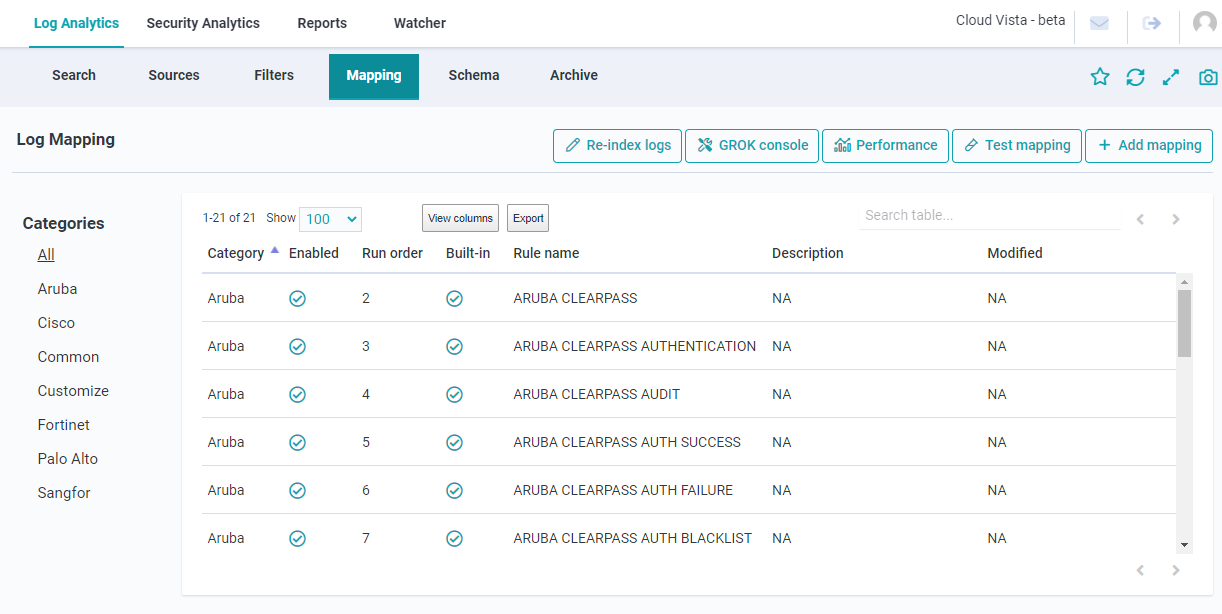 Log Analytics Security Analytics Reports Watcher Cloud Vista - beta
Search Sources Filters Mapping Schema Archive
Log Mapping Re-index logs GROK console Performance Test mapping Add mapping
1-21 of 21 Show 100 View columns Export Search table...
Categories
All
Aruba
Cisco
Common
Customize
Fortinet
Palo Alto
Sangfor
Category Enabled Run order Built-in Rule name Description Modified
Aruba 2 ARUBA CLEARPASS NA NA
Aruba 3 ARUBA CLEARPASS AUTHENTICATION NA NA
Aruba 4 ARUBA CLEARPASS AUDIT NA NA
Aruba 5 ARUBA CLEARPASS AUTH SUCCESS NA NA
Aruba 6 ARUBA CLEARPASS AUTH FAILURE NA NA
Aruba 7 ARUBA CLEARPASS AUTH BLACKLIST NA NA